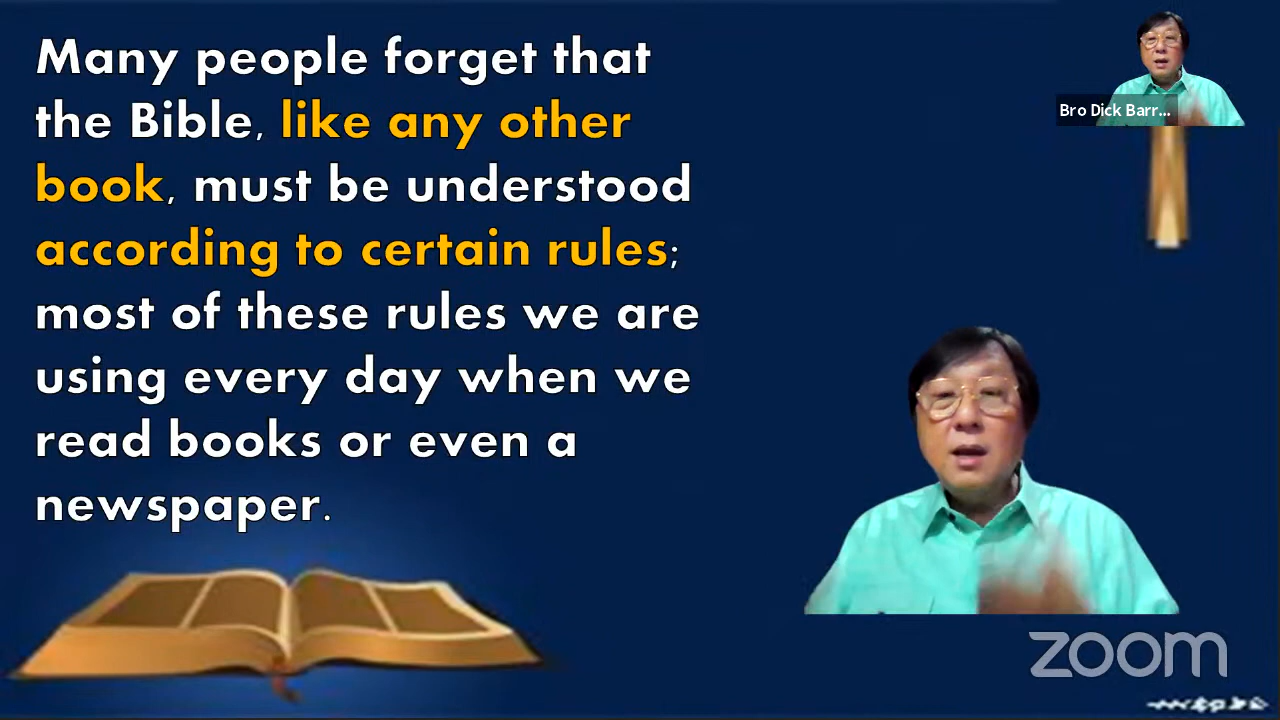 Many people forget that
the Bible, like any other
book, must be understood
according to certain rules;
most of these rules we are
using every day when we
read books or even a
newspaper.
Bro Dick Barr...
zoom